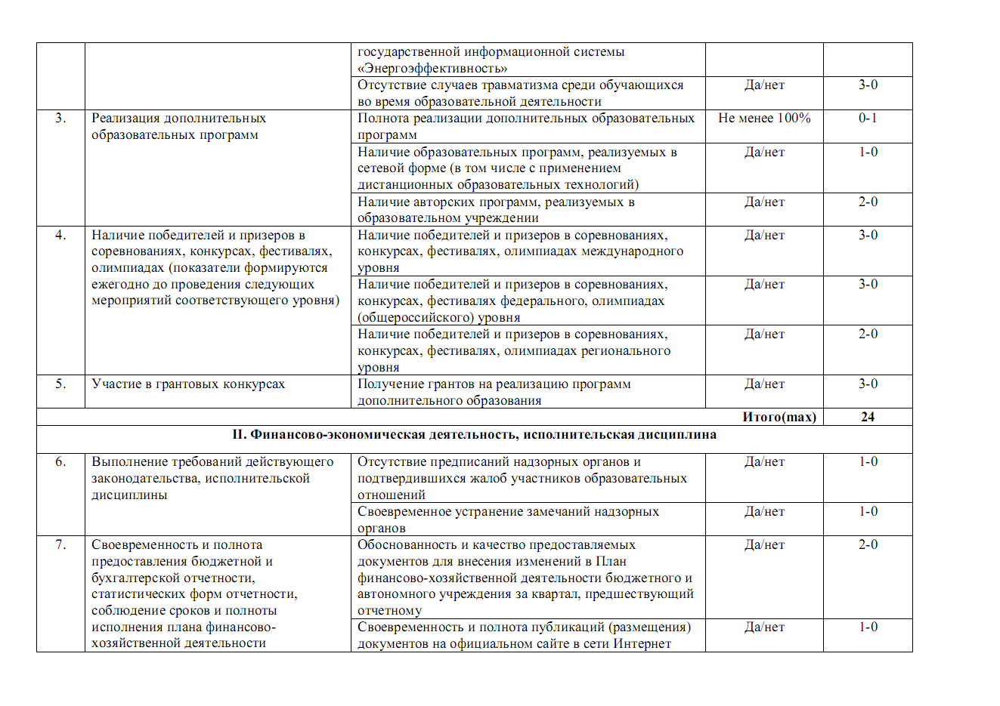 государственной информационной системы
«Энергоэффективность»
Отсутствие случаев травматизма среди обучающихся
во время образовательной деятельности
Да/нет
3-0
3.
Реализация дополнительных
образовательных программ
Полнота реализации дополнительных образовательных
программ
Не менее 100%
0-1
Наличие образовательных программ, реализуемых в
сетевой форме (в том числе с применением
дистанционных образовательных технологий)
Да/нет
1-0
Наличие авторских программ, реализуемых в
образовательном учреждении
Да/нет
2-0
4.
Наличие победителей и призеров в
соревнованиях, конкурсах, фестивалях,
олимпиадах (показатели формируются
ежегодно до проведения следующих
мероприятий соответствующего уровня)
Наличие победителей и призеров в соревнованиях,
конкурсах, фестивалях, олимпиадах международного
уровня
Да/нет
3-0
Наличие победителей и призеров в соревнованиях,
конкурсах, фестивалях федерального, олимпиадах
(общероссийского) уровня
Да/нет
3-0
Наличие победителей и призеров в соревнованиях,
конкурсах, фестивалях, олимпиадах регионального
уровня
Да/нет
2-0
5.
Участие в грантовых конкурсах
Получение грантов на реализацию программ
дополнительного образования
Да/нет
3-0
Итого(max)
24
II. Финансово-экономическая деятельность, исполнительская дисциплина
6.
Выполнение требований действующего
законодательства, исполнительской
дисциплины
Отсутствие предписаний надзорных органов и
подтвердившихся жалоб участников образовательных
отношений
Да/нет
1-0
Своевременное устранение замечаний надзорных
органов
Да/нет
1-0
7.
Своевременность и полнота
предоставления бюджетной и
бухгалтерской отчетности,
статистических форм отчетности,
соблюдение сроков и полноты
исполнения плана финансово-
хозяйственной деятельности
Обоснованность и качество предоставляемых
документов для внесения изменений в План
финансово-хозяйственной деятельности бюджетного и
автономного учреждения за квартал, предшествующий
отчетному
Да/нет
2-0
Своевременность и полнота публикаций (размещения)
документов на официальном сайте в сети Интернет
Да/нет
1-0